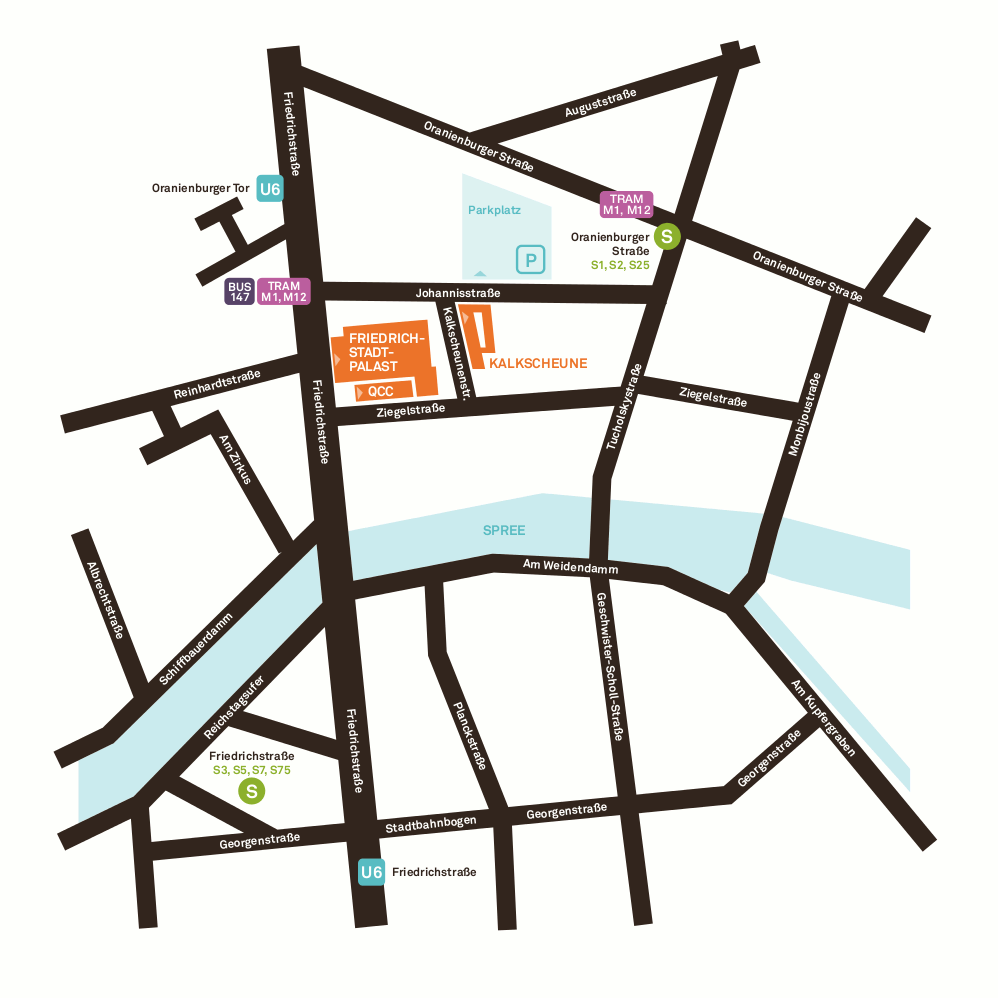 Friedrichstraße
Auguststraße
Oranienburger Straße
Oranienburger Tor
U6
TRAM
M1, M12
Parkplatz
P
Oranienburger
Straße
S
S1, S2, S25
Oranienburger Straße
BUS
147
TRAM
M1, M12
Johannisstraße
Kalkscheunenstr.
FRIEDRICH-
STADT-
PALAST
QCC
KALKSCHEUNE
Reinhardtstraße
Friedrichstraße
Ziegelstraße
Tucholskystraße
Ziegelstraße
Monbijoustraße
Am Zirkus
SPREE
Am Weidendamm
Albrechtstraße
Schiffbauerdamm
Reichstagsufer
Geschwister-Scholl-Straße
Am Kupfergraben
Friedrichstraße
Planckstraße
Friedrichstraße
S3, S5, S7, S75
S
Georgenstraße
Georgenstraße
Stadtbahnbogen
Georgenstraße
U6
Friedrichstraße